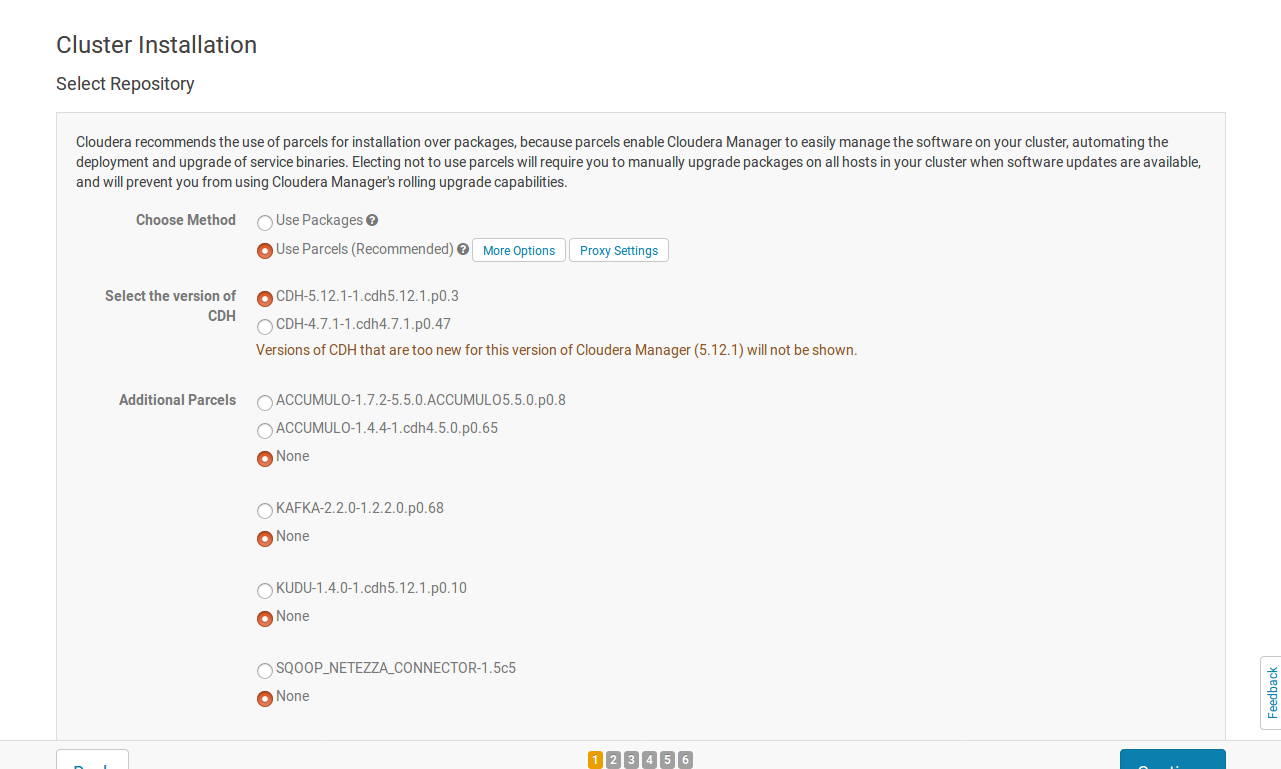 Cluster Installation
Select Repository
Cloudera recommends the use of parcels for installation over packages, because parcels enable Cloudera Manager to easily manage the software on your cluster, automating the
deployment and upgrade of service binaries. Electing not to use parcels will require you to manually upgrade packages on all hosts in your cluster when software updates are available,
and will prevent you from using Cloudera Manager's rolling upgrade capabilities.
Choose Method
Use Packages ?
Use Parcels (Recommended) ? More Options Proxy Settings
Select the version of
CDH
CDH-5.12.1-1.cdh5.12.1.p0.3
CDH-4.7.1-1.cdh4.7.1.p0.47
Versions of CDH that are too new for this version of Cloudera Manager (5.12.1) will not be shown.
Additional Parcels
ACCUMULO-1.7.2-5.5.0.ACCUMULO5.5.0.p0.8
ACCUMULO-1.4.4-1.cdh4.5.0.p0.65
None
KAFKA-2.2.0-1.2.2.0.p0.68
None
KUDU-1.4.0-1.cdh5.12.1.p0.10
None
SQOOP_NETEZZA_CONNECTOR-1.5c5
None
Feedback
1 2 3 4 5 6